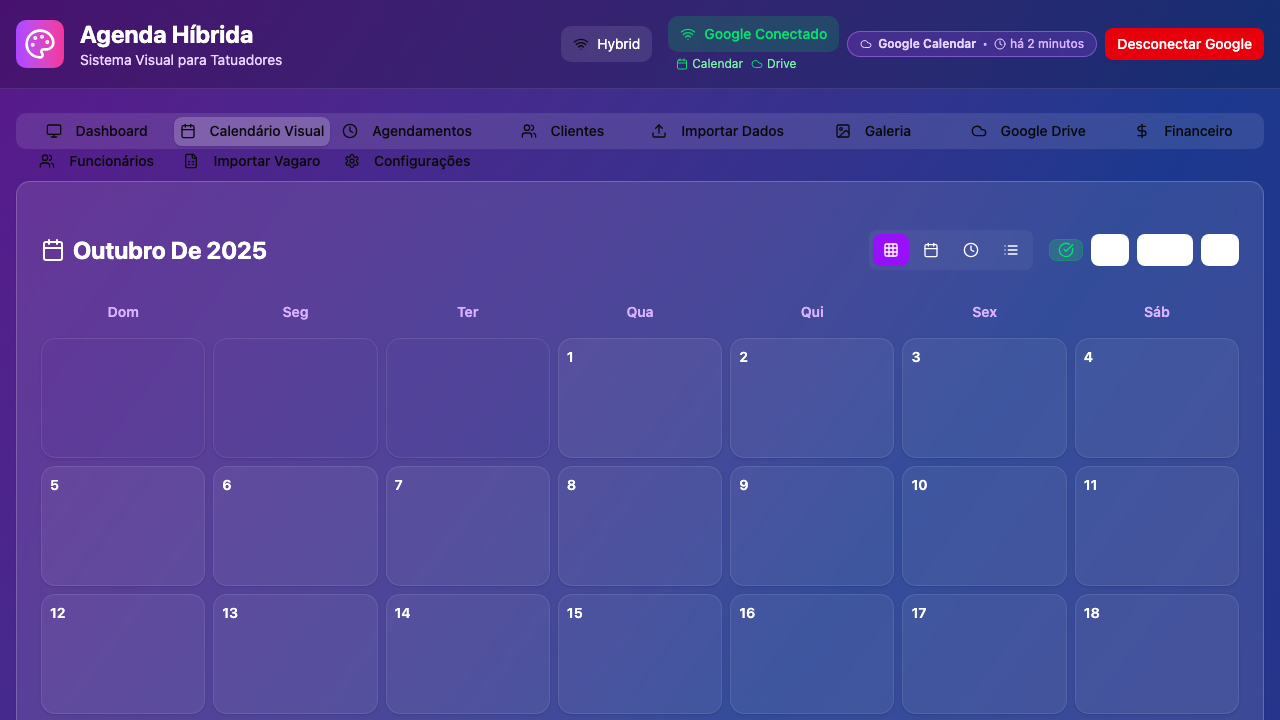 Agenda Híbrida
Sistema Visual para Tatuadores
Hybrid
Google Conectado
Calendar Drive
Google Calendar • há 2 minutos
Desconectar Google
Dashboard Calendário Visual Agendamentos Clientes Importar Dados Galeria Google Drive Financeiro
Funcionários Importar Vagaro Configurações
Outubro De 2025
Dom Seg Ter Qua Qui Sex Sáb
1 2 3 4
5 6 7 8 9 10 11
12 13 14 15 16 17 18